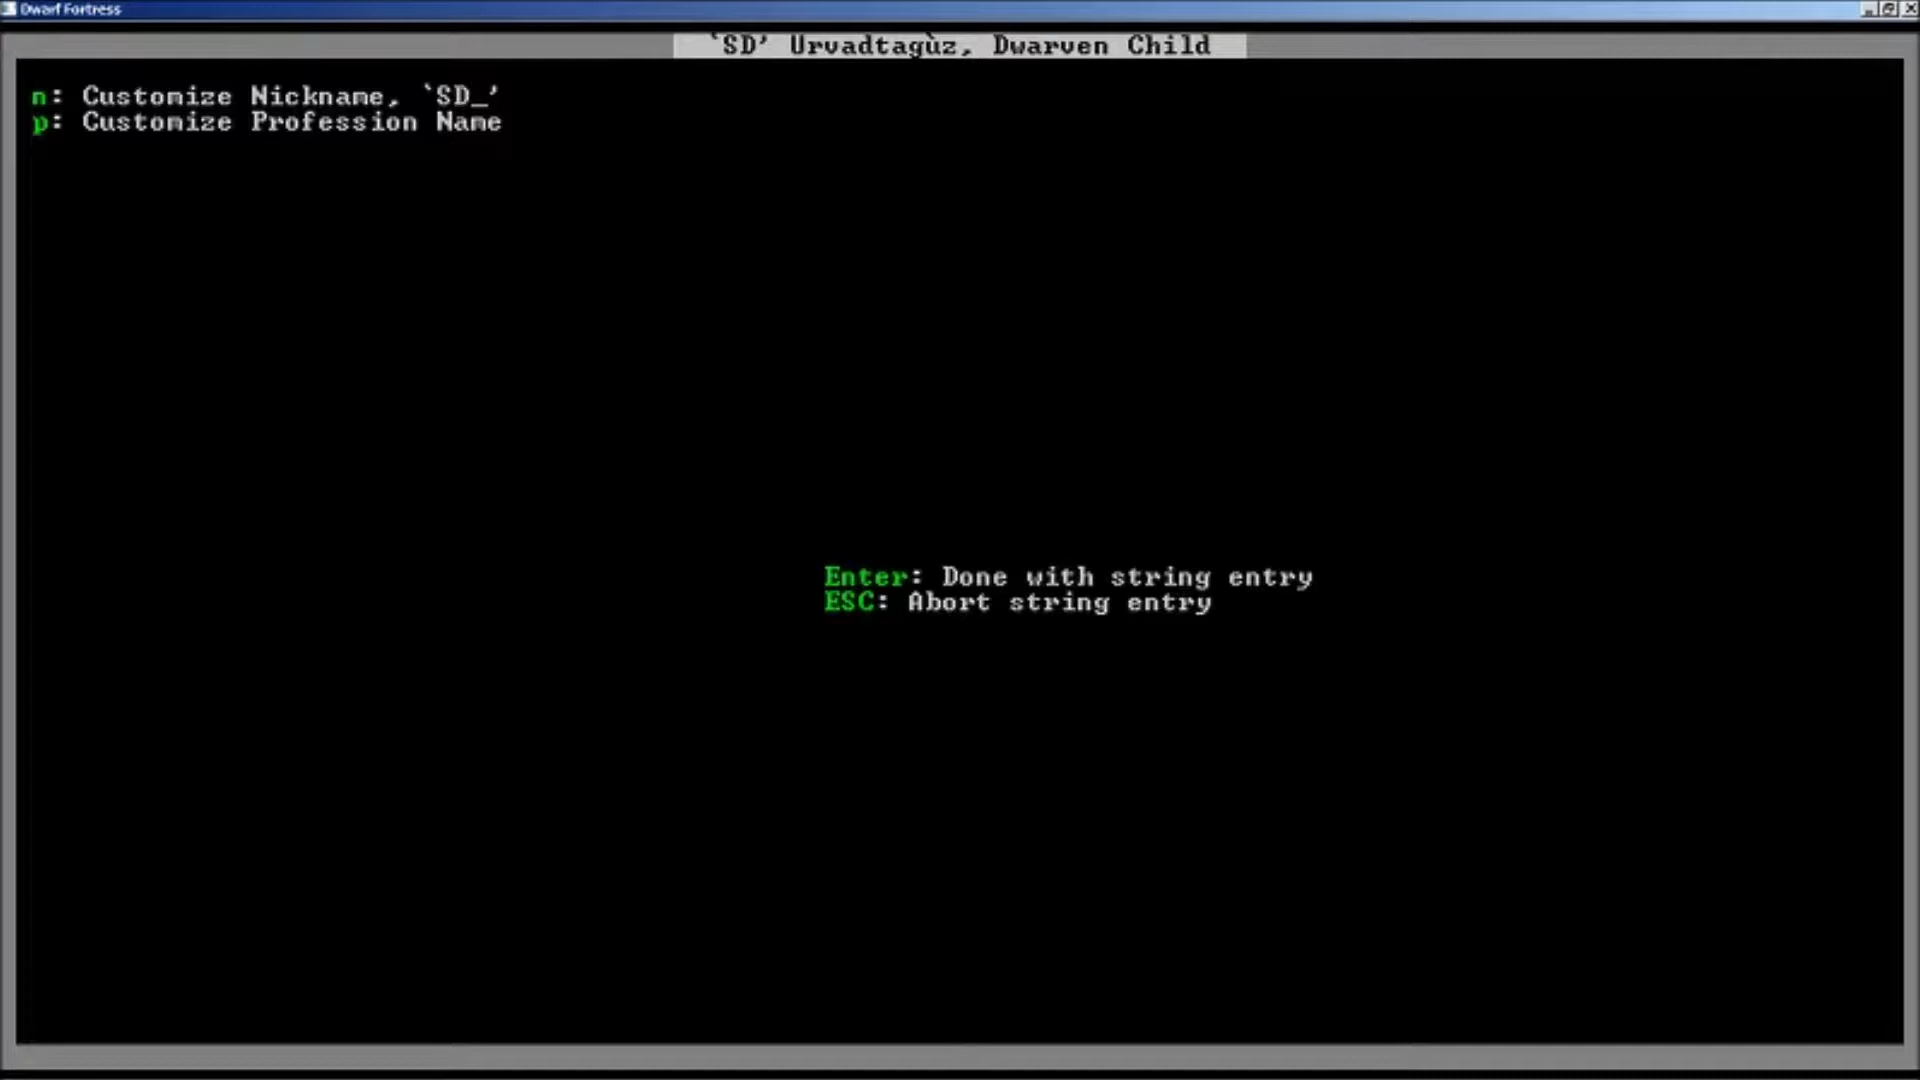 Dwarf Fortress
`SD' Urvadtagùz, Dwarven Child
n: Customize Nickname, `SD_'
p: Customize Profession Name
Enter: Done with string entry
ESC: Abort string entry